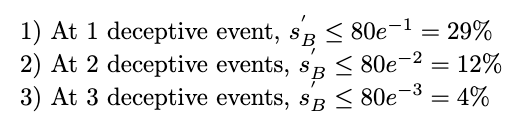 1) At 1 deceptive event, s'_B ≤ 80e^{-1} = 29%
2) At 2 deceptive events, s'_B ≤ 80e^{-2} = 12%
3) At 3 deceptive events, s'_B ≤ 80e^{-3} = 4%